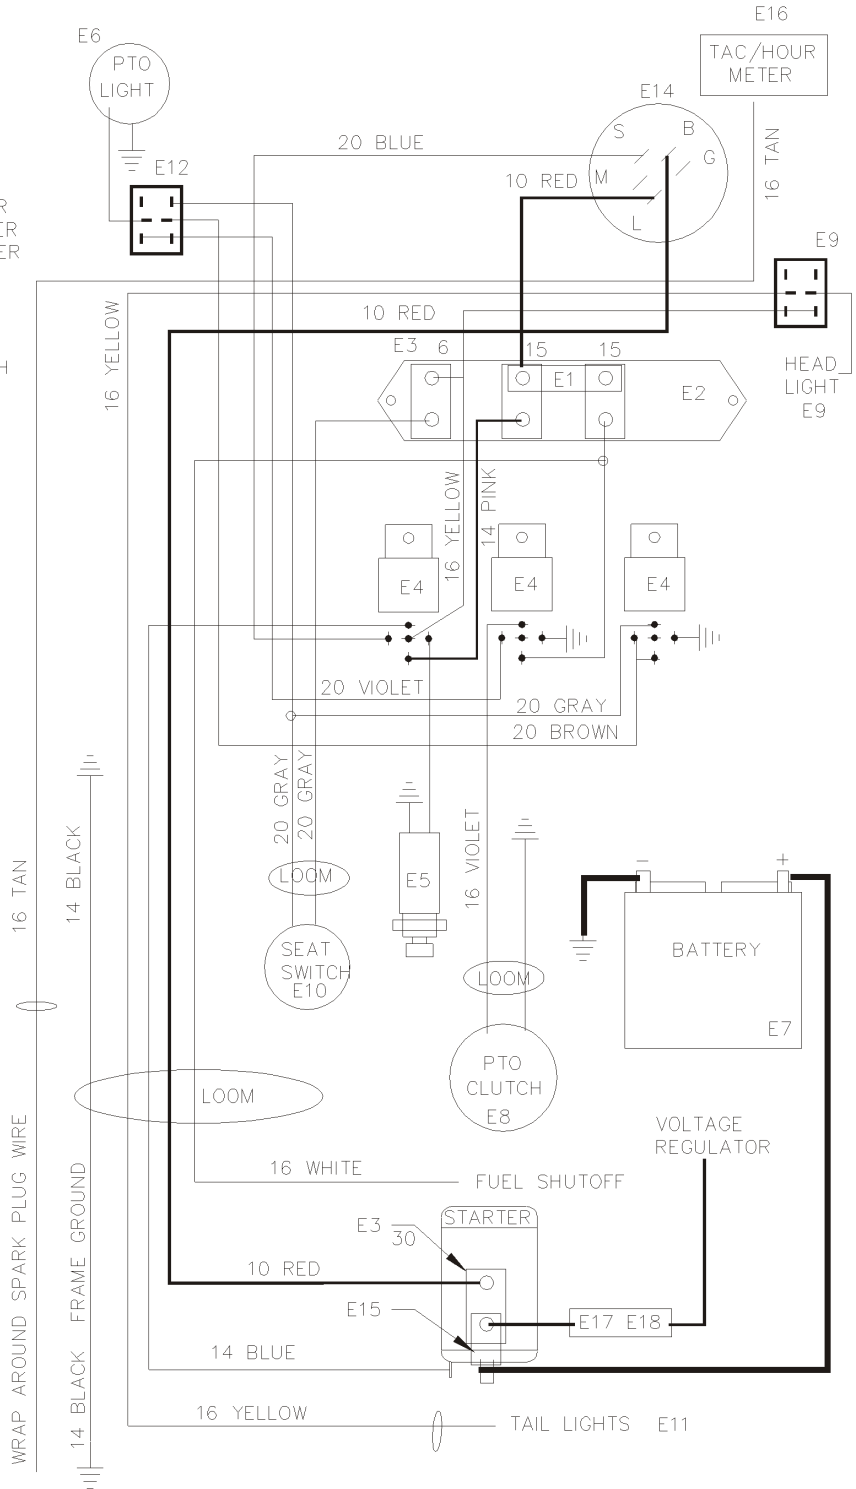 E16
E6
TAC/HOUR
METER
PTO
LIGHT
E14
S
B
G
M
L
20 BLUE
16 TAN
E12
10 RED
R
ER
ER
E9
16 YELLOW
10 RED
E3
6
15
15
E1
E2
HEAD
LIGHT
E9
16 YELLOW
14 PINK
E4
E4
E4
20 VIOLET
20 GRAY
20 BROWN
20 GRAY
20 GRAY
16 VIOLET
14 BLACK
16 TAN
LOOM
E5
-
+
BATTERY
E7
SEAT
SWITCH
E10
LOOM
PTO
CLUTCH
E8
LOOM
VOLTAGE
REGULATOR
16 WHITE
FUEL SHUTOFF
STARTER
E3
30
10 RED
E15
E17 E18
14 BLUE
16 YELLOW
TAIL LIGHTS E11
WRAP AROUND SPARK PLUG WIRE
14 BLACK FRAME GROUND